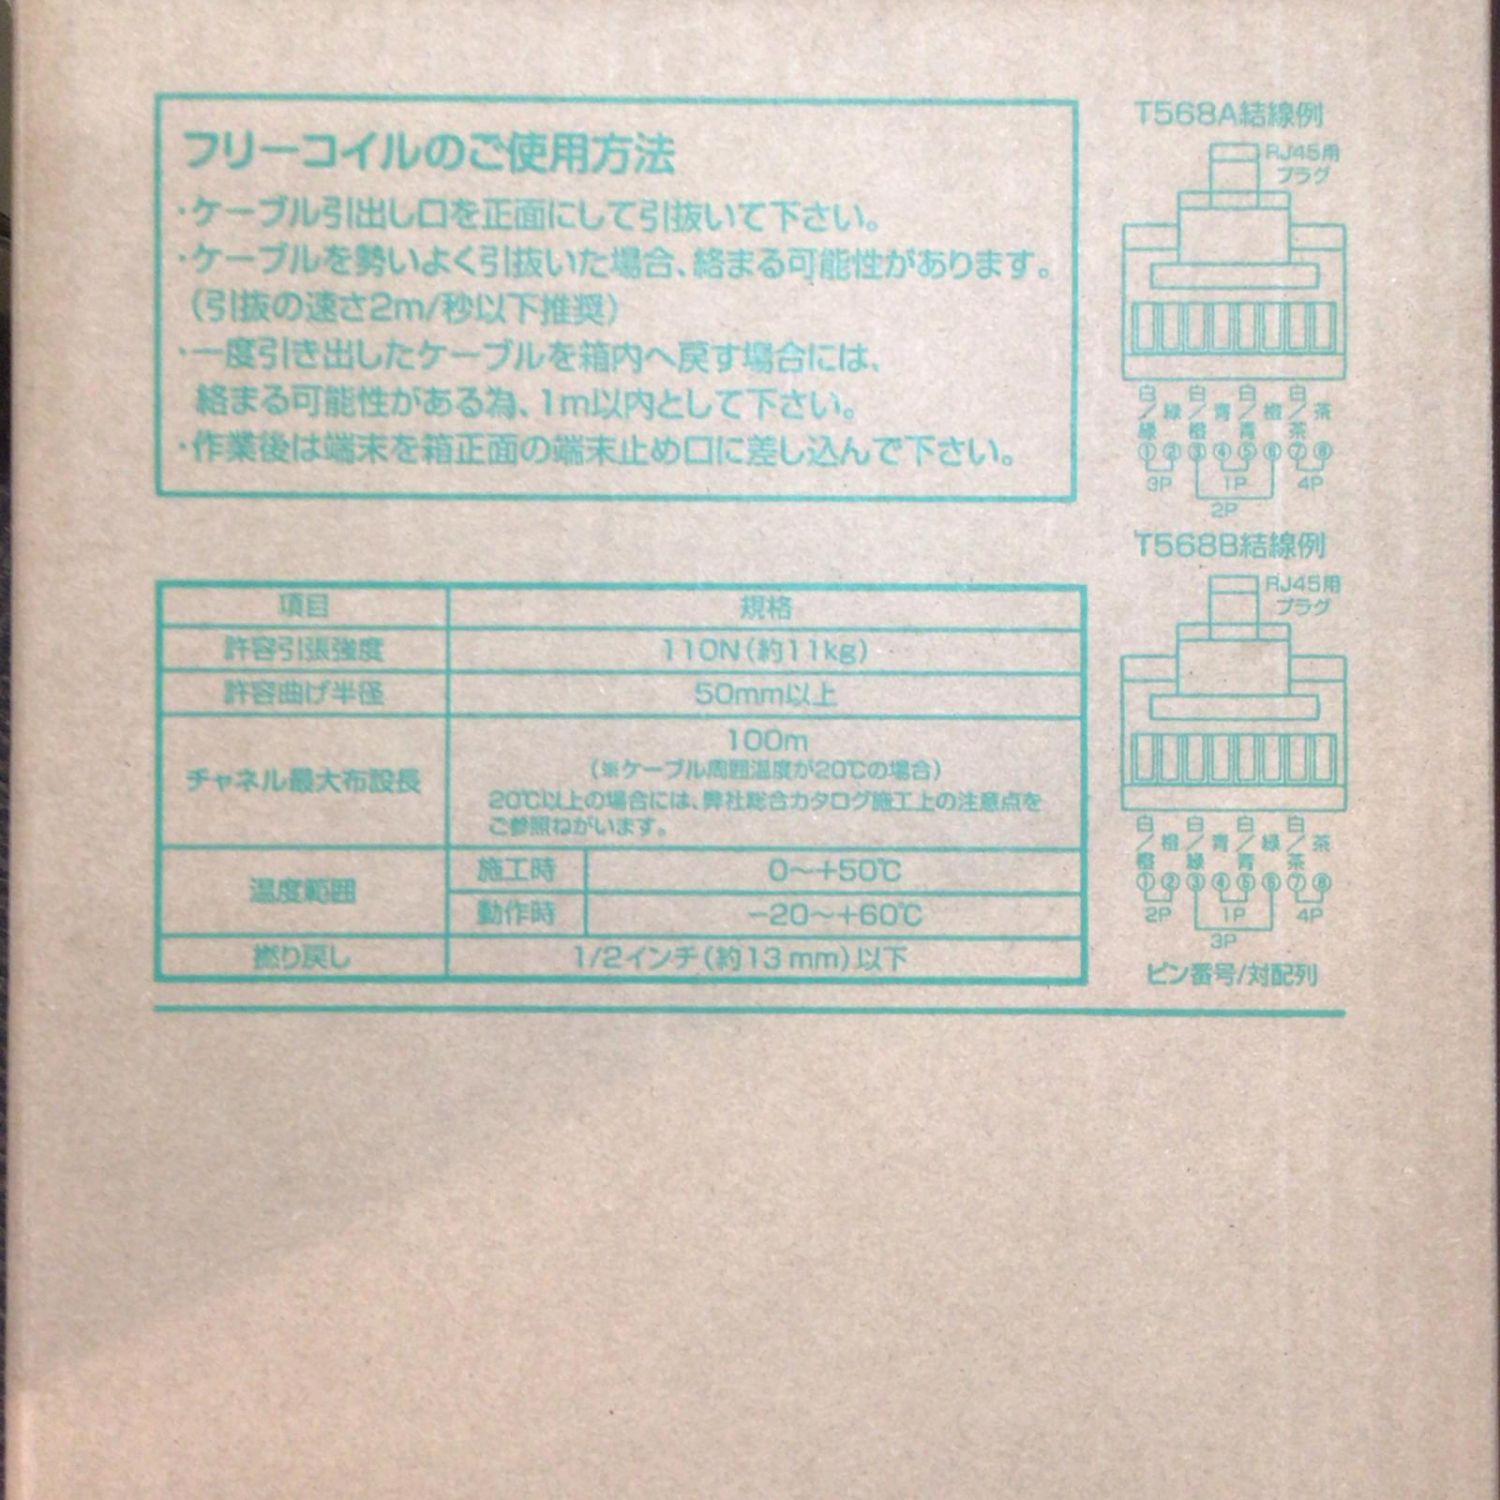 フリーコイルのご使用方法
・ケーブル引出し口を正面にして引抜いて下さい。
・ケーブルを勢いよく引抜いた場合、絡まる可能性があります。
（引抜の速さ2m/秒以下推奨）
・一度引き出したケーブルを箱内へ戻す場合には、
絡まる可能性がある為、1m以内として下さい。
・作業後は端末を箱正面の端末止め口に差し込んで下さい。
項目 規格
許容引張強度 110N（約11kg）
許容曲げ半径 50mm以上
チャネル最大布設長 100m
（※ケーブル周囲温度が20℃の場合）
20℃以上の場合には、弊社総合カタログ施工上の注意点を
ご参照ねがいます。
温度範囲 施工時 0～+50℃
動作時 −20～+60℃
撚り戻し 1/2インチ（約13mm）以下
T568A結線例
RJ45用
プラグ
白/緑 緑 白/橙 青 白/青 橙 白/茶 茶
① ② ③ ④ ⑤ ⑥ ⑦ ⑧
3P 1P 4P
2P
T568B結線例
RJ45用
プラグ
白/橙 橙 白/緑 青 白/青 緑 白/茶 茶
① ② ③ ④ ⑤ ⑥ ⑦ ⑧
2P 1P 4P
3P
ピン番号/対配列